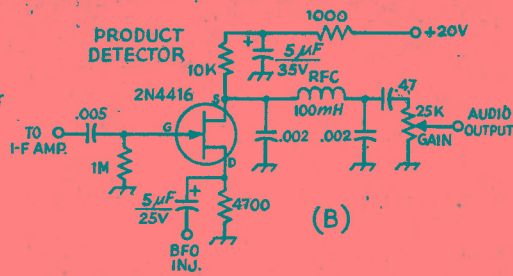 PRODUCT
DETECTOR
1000
+20V
+
5µF
35V
10K
RFC
100mH
2N4416
S
G
D
.005
TO
I-F AMP.
1M
.002
.002
.47
25K
GAIN
AUDIO
OUTPUT
5µF
25V
+
4700
BFO
INJ.
(B)